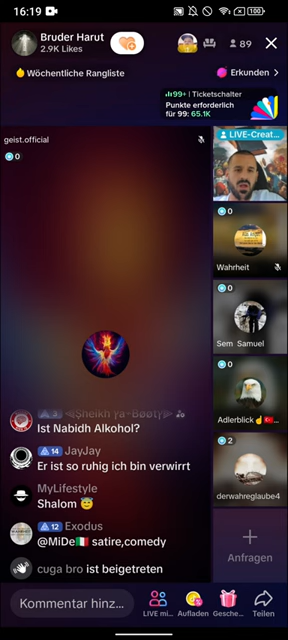 16:19
100
Bruder Harut
2.9K Likes
89
Wöchentliche Rangliste
Erkunden >
99+ | Ticketschalter
Punkte erforderlich
für 99: 65.1K
geist.official
0
LIVE-Creat...
0
Wahrheit
0
Sem Samuel
0
Adlerblick☝🇹🇷...
2
derwahreglaube4
Ist Nabidh Alkohol?
14 JayJay
Er ist so ruhig ich bin verwirrt
MyLifestyle
Shalom 😇
12 Exodus
@MiDe🇮🇹 satire,comedy
cuga bro ist beigetreten
+
Anfragen
Kommentar hinz...
LIVE mi...
Aufladen
Gesche...
Teilen